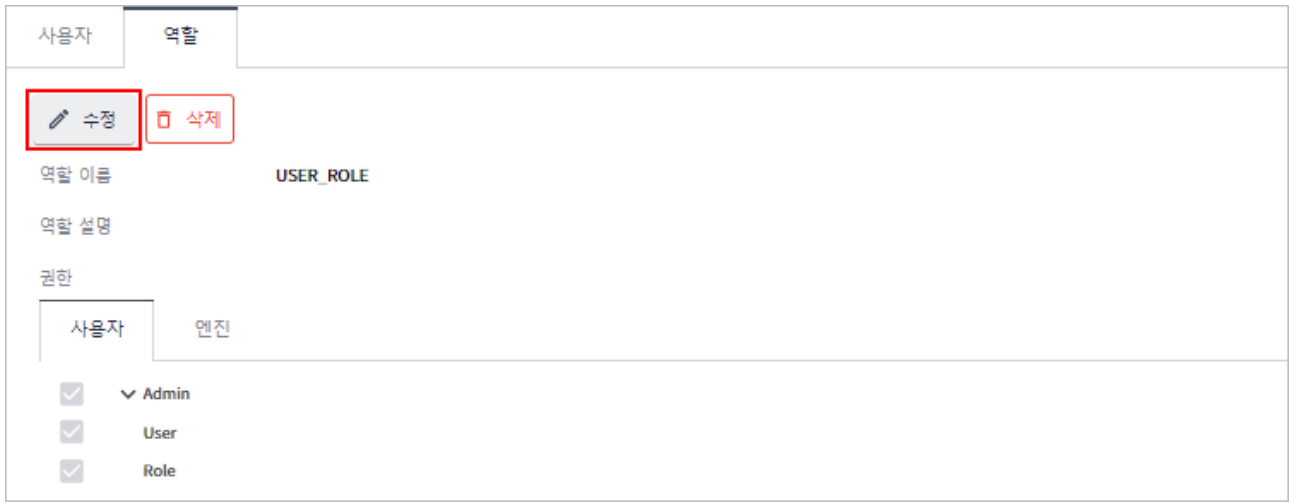 사용자 역할
수정 삭제
역할 이름 USER_ROLE
역할 설명
권한
사용자 엔진
Admin
User
Role